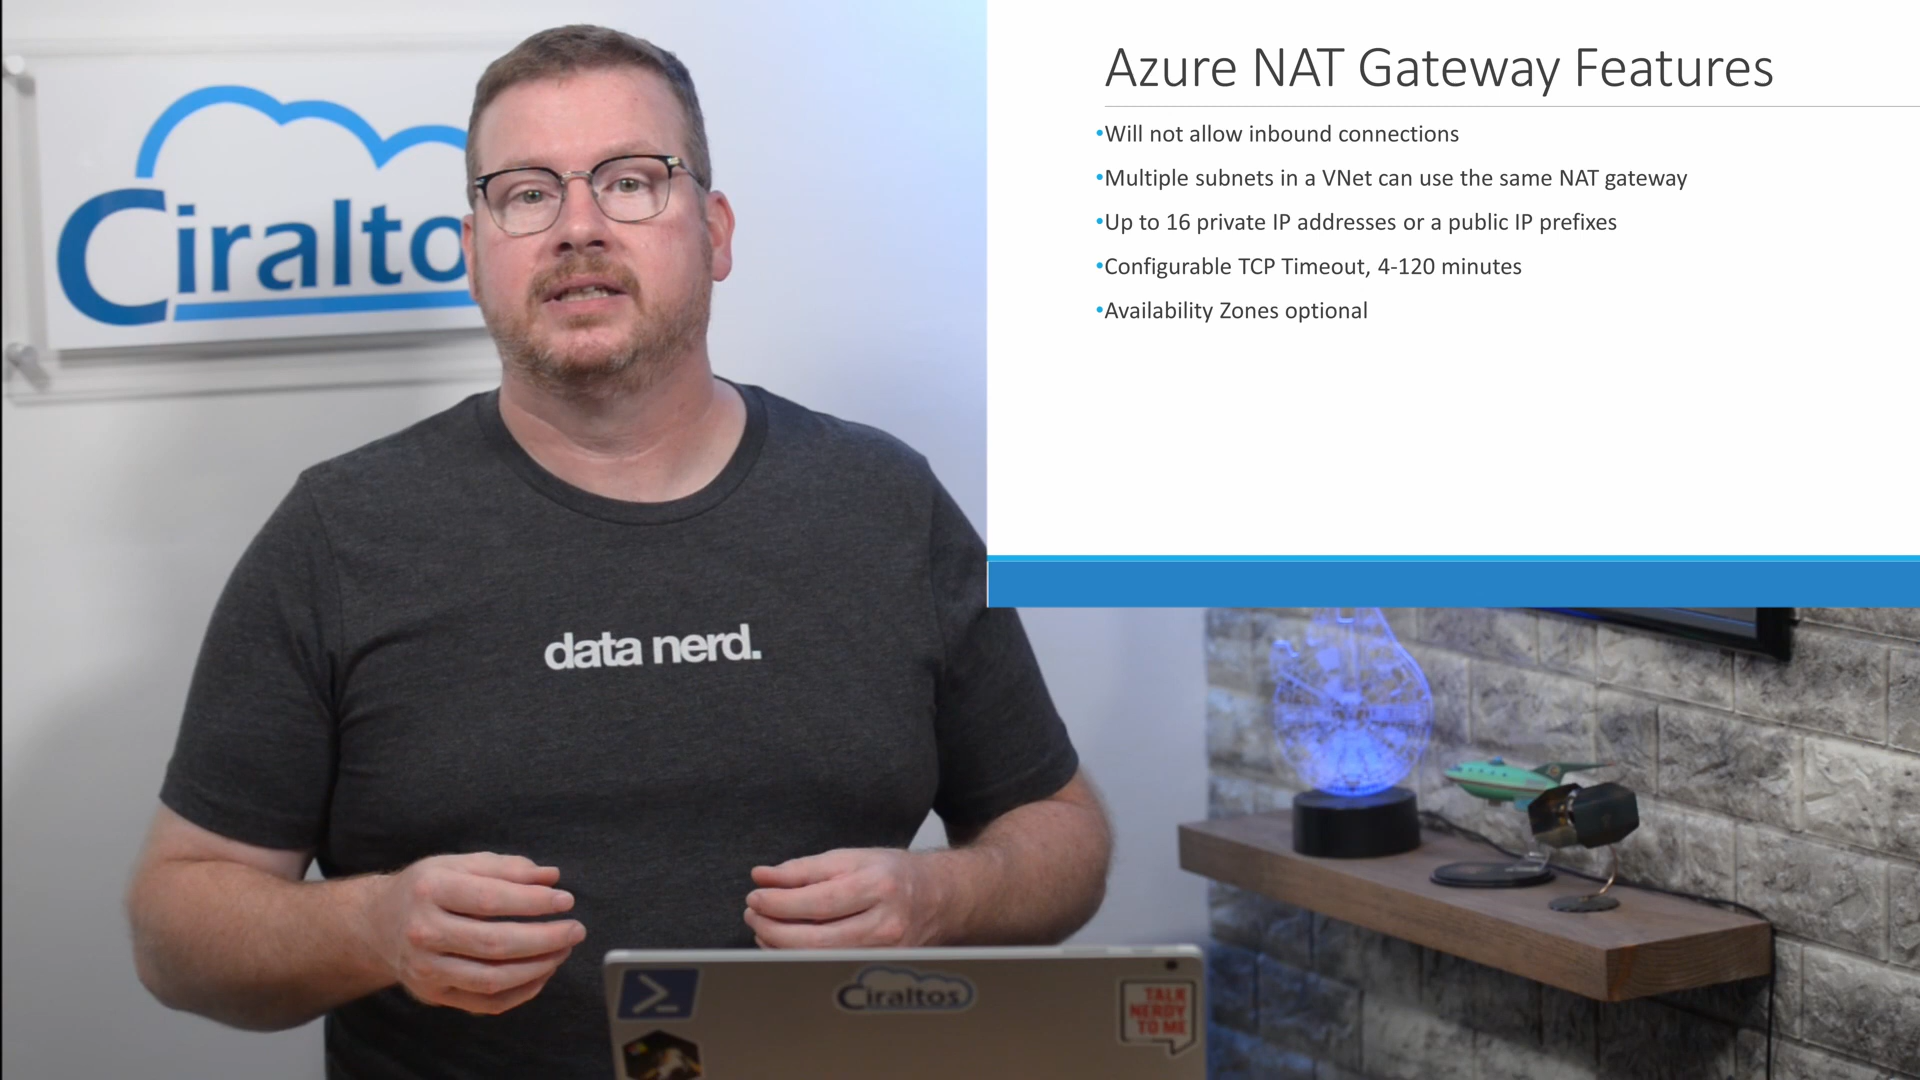 Ciralto
Azure NAT Gateway Features
•Will not allow inbound connections
•Multiple subnets in a VNet can use the same NAT gateway
•Up to 16 private IP addresses or a public IP prefixes
•Configurable TCP Timeout, 4-120 minutes
•Availability Zones optional
data nerd.
Ciraltos
TALK
NERDY
TO ME